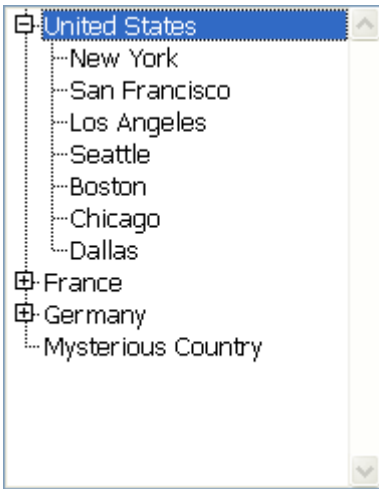 United States
New York
San Francisco
Los Angeles
Seattle
Boston
Chicago
Dallas
France
Germany
Mysterious Country